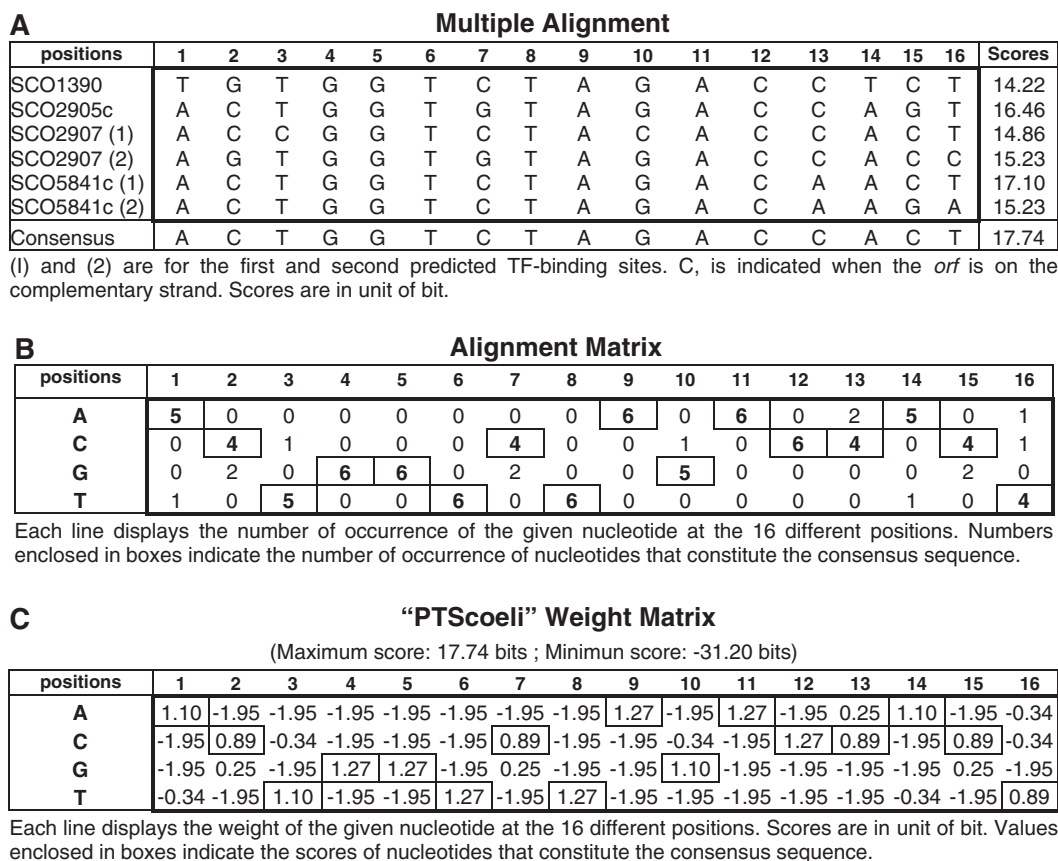 A Multiple Alignment
positions 1 2 3 4 5 6 7 8 9 10 11 12 13 14 15 16 Scores
SCO1390 T G T G G T C T A G A C C T C T 14.22
SCO2905c A C T G G T C T A G A C C A G T 16.46
SCO2907 (1) A C C G G T C T A C A C C A C T 14.86
SCO2907 (2) A G T G G T G T A G A C C A C C 15.23
SCO5841c (1) A C T G G T C T A G A C A A C T 17.10
SCO5841c (2) A C T G G T C T A G A C A A G A 15.23
Consensus A C T G G T C T A G A C C A C T 17.74
(I) and (2) are for the first and second predicted TF-binding sites. C, is indicated when the orf is on the
complementary strand. Scores are in unit of bit.
B Alignment Matrix
positions 1 2 3 4 5 6 7 8 9 10 11 12 13 14 15 16
A 5 0 0 0 0 0 0 0 6 0 6 0 2 5 0 1
C 0 4 1 0 0 0 4 0 0 1 0 6 4 0 4 1
G 0 2 0 6 6 0 2 0 0 5 0 0 0 0 2 0
T 1 0 5 0 0 6 0 6 0 0 0 0 0 1 0 4
Each line displays the number of occurrence of the given nucleotide at the 16 different positions. Numbers
enclosed in boxes indicate the number of occurrence of nucleotides that constitute the consensus sequence.
C "PTScoeli" Weight Matrix
(Maximum score: 17.74 bits ; Minimun score: -31.20 bits)
positions 1 2 3 4 5 6 7 8 9 10 11 12 13 14 15 16
A 1.10 -1.95 -1.95 -1.95 -1.95 -1.95 -1.95 -1.95 1.27 -1.95 1.27 -1.95 0.25 1.10 -1.95 -0.34
C -1.95 0.89 -0.34 -1.95 -1.95 -1.95 0.89 -1.95 -1.95 -0.34 -1.95 1.27 0.89 -1.95 0.89 -0.34
G -1.95 0.25 -1.95 1.27 1.27 -1.95 0.25 -1.95 -1.95 1.10 -1.95 -1.95 -1.95 -1.95 0.25 -1.95
T -0.34 -1.95 1.10 -1.95 -1.95 1.27 -1.95 1.27 -1.95 -1.95 -1.95 -1.95 -1.95 -0.34 -1.95 0.89
Each line displays the weight of the given nucleotide at the 16 different positions. Scores are in unit of bit. Values
enclosed in boxes indicate the scores of nucleotides that constitute the consensus sequence.